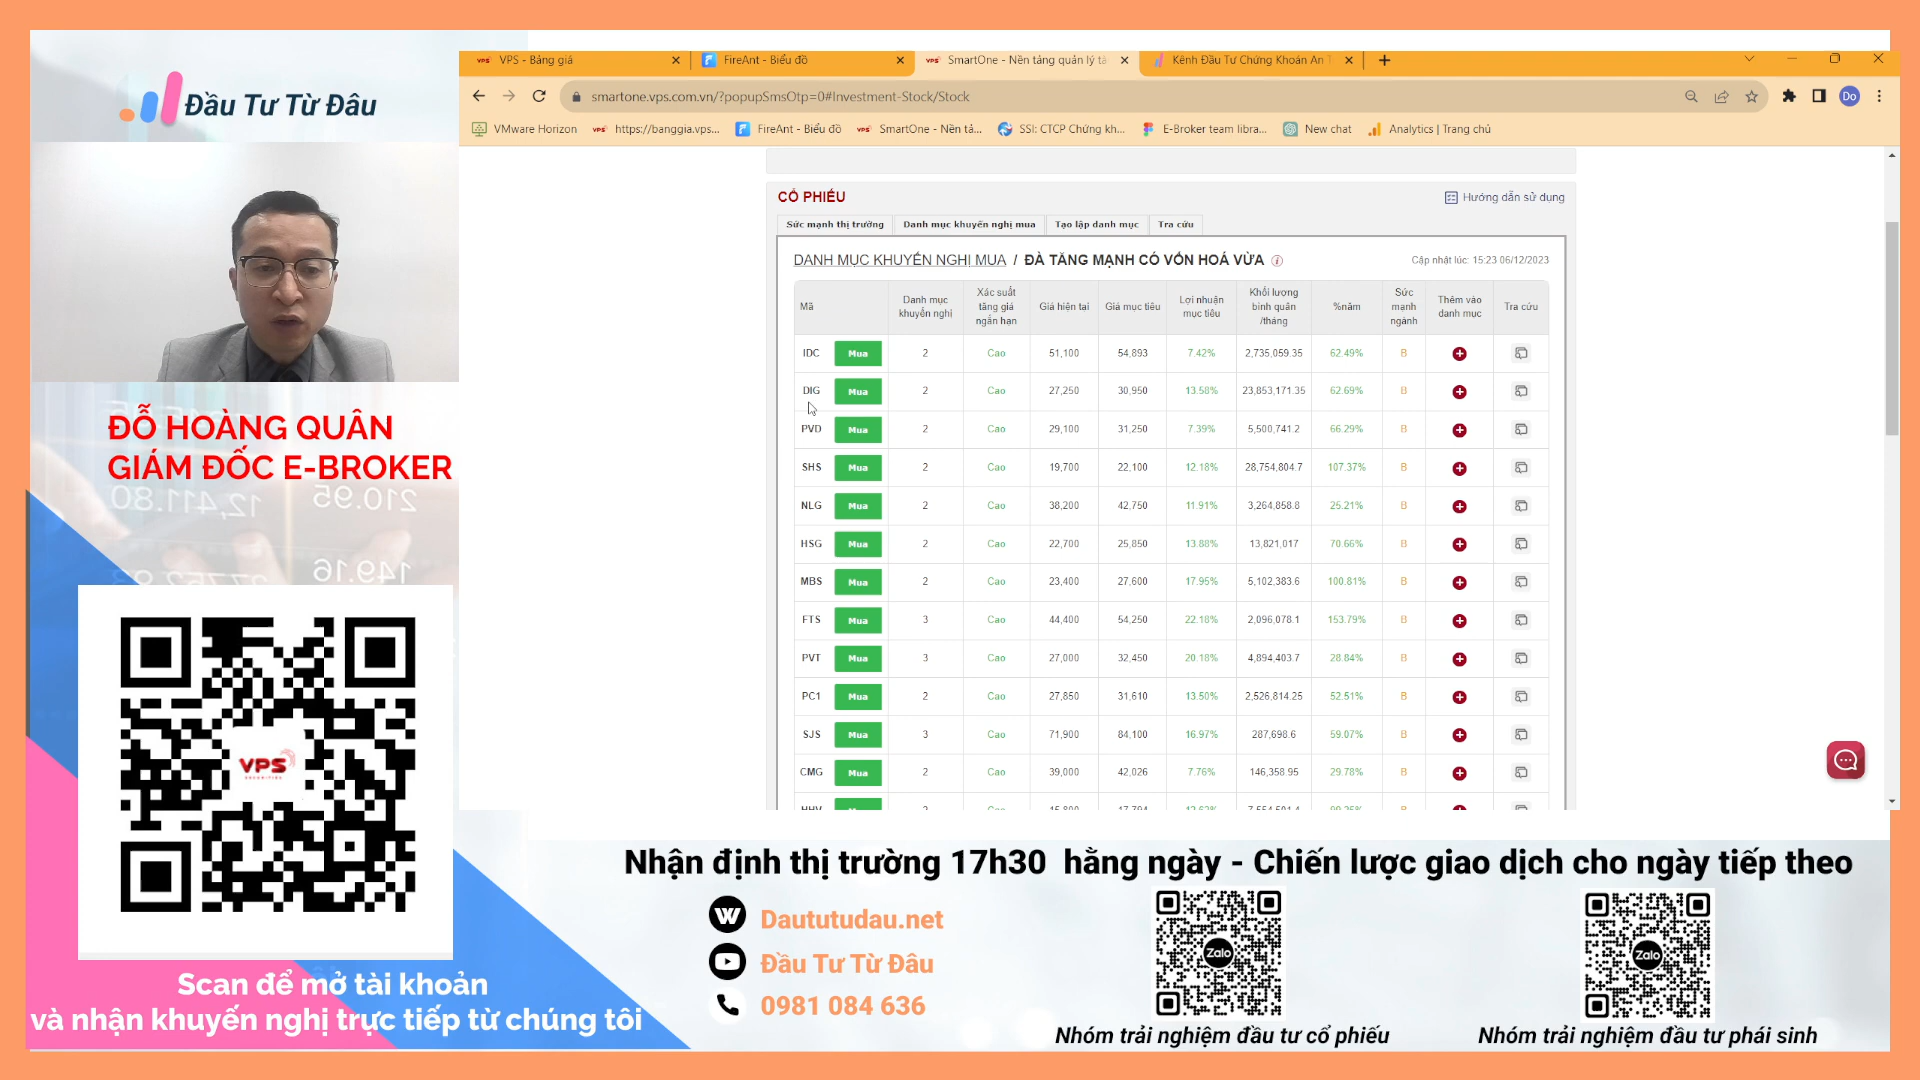 Đầu Tư Từ Đâu
ĐỖ HOÀNG QUÂN
GIÁM ĐỐC E-BROKER
VPS
Scan để mở tài khoản
và nhận khuyến nghị trực tiếp từ chúng tôi
VPS - Bảng giá
FireAnt - Biểu đồ
SmartOne - Nền tảng quản lý tà
Kênh Đầu Tư Chứng Khoán An T
smartone.vps.com.vn/?popupSmsOtp=0#Investment-Stock/Stock
Do
VMware Horizon
https://banggia.vps...
FireAnt - Biểu đồ
SmartOne - Nền tả...
SSI: CTCP Chứng kh...
E-Broker team libra...
New chat
Analytics | Trang chủ
CỔ PHIẾU
Hướng dẫn sử dụng
Sức mạnh thị trường
Danh mục khuyến nghị mua
Tạo lập danh mục
Tra cứu
DANH MỤC KHUYẾN NGHỊ MUA / ĐÀ TĂNG MẠNH CÓ VỐN HOÁ VỪA
Cập nhật lúc: 15:23 06/12/2023
Mã Danh mục khuyến nghị Xác suất tăng giá ngắn hạn Giá hiện tại Giá mục tiêu Lợi nhuận mục tiêu Khối lượng bình quân /tháng %năm Sức mạnh ngành Thêm vào danh mục Tra cứu
IDC Mua 2 Cao 51,100 54,893 7.42% 2,735,059.35 62.49% B
DIG Mua 2 Cao 27,250 30,950 13.58% 23,853,171.35 62.69% B
PVD Mua 2 Cao 29,100 31,250 7.39% 5,500,741.2 66.29% B
SHS Mua 2 Cao 19,700 22,100 12.18% 28,754,804.7 107.37% B
NLG Mua 2 Cao 38,200 42,750 11.91% 3,264,858.8 25.21% B
HSG Mua 2 Cao 22,700 25,850 13.88% 13,821,017 70.66% B
MBS Mua 2 Cao 23,400 27,600 17.95% 5,102,383.6 100.81% B
FTS Mua 3 Cao 44,400 54,250 22.18% 2,096,078.1 153.79% B
PVT Mua 3 Cao 27,000 32,450 20.18% 4,894,403.7 28.84% B
PC1 Mua 2 Cao 27,850 31,610 13.50% 2,526,814.25 52.51% B
SJS Mua 3 Cao 71,900 84,100 16.97% 287,698.6 59.07% B
CMG Mua 2 Cao 39,000 42,026 7.76% 146,358.95 29.78% B
Nhận định thị trường 17h30 hằng ngày - Chiến lược giao dịch cho ngày tiếp theo
Daututudau.net
Đầu Tư Từ Đâu
0981 084 636
Zalo
Nhóm trải nghiệm đầu tư cổ phiếu
Zalo
Nhóm trải nghiệm đầu tư phái sinh